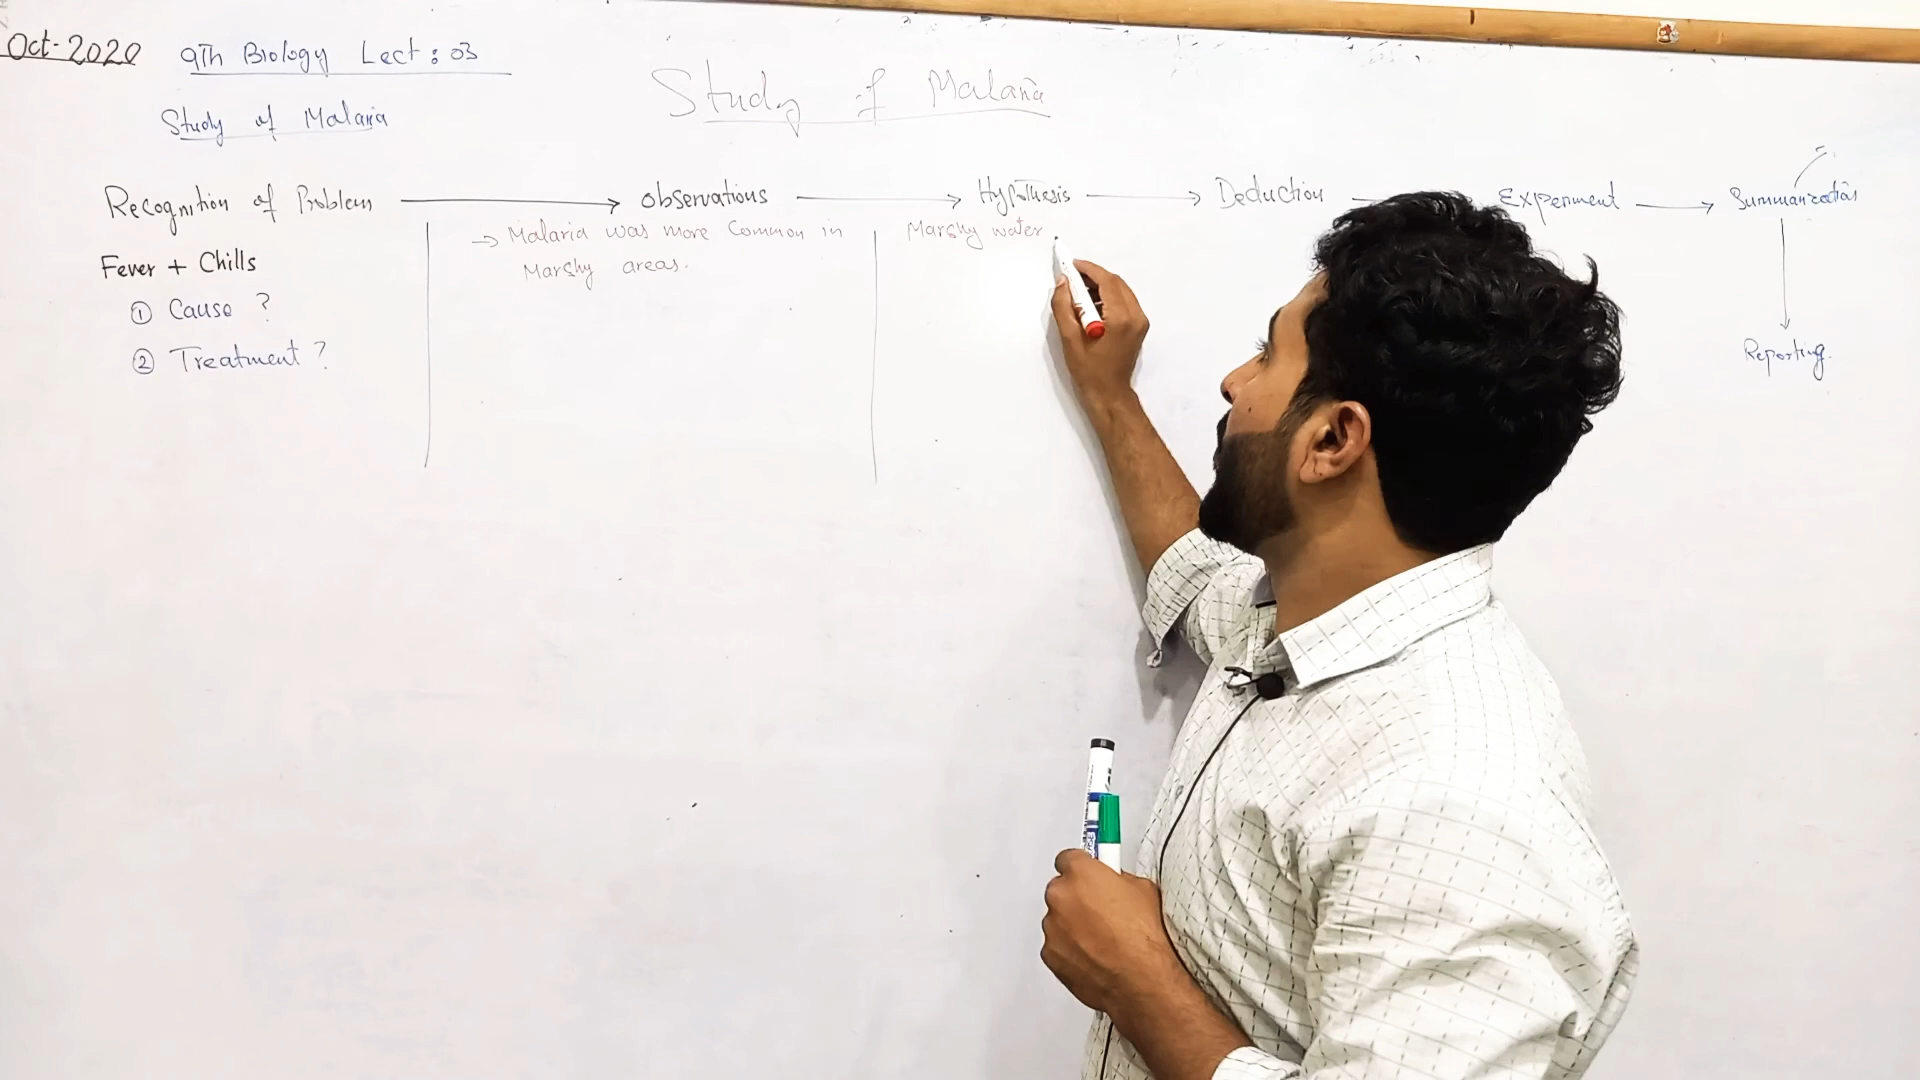 Oct-2020
9Th Biology Lect: 03
Study of Malaria
Study of Malaria
Recognition of Problem → observations → Hypothesis → Deduction → Experiment → Summarization
Fever + Chills
① Cause ?
② Treatment ?
→ Malaria was more Common in
Marshy areas.
Marshy water
Reporting.